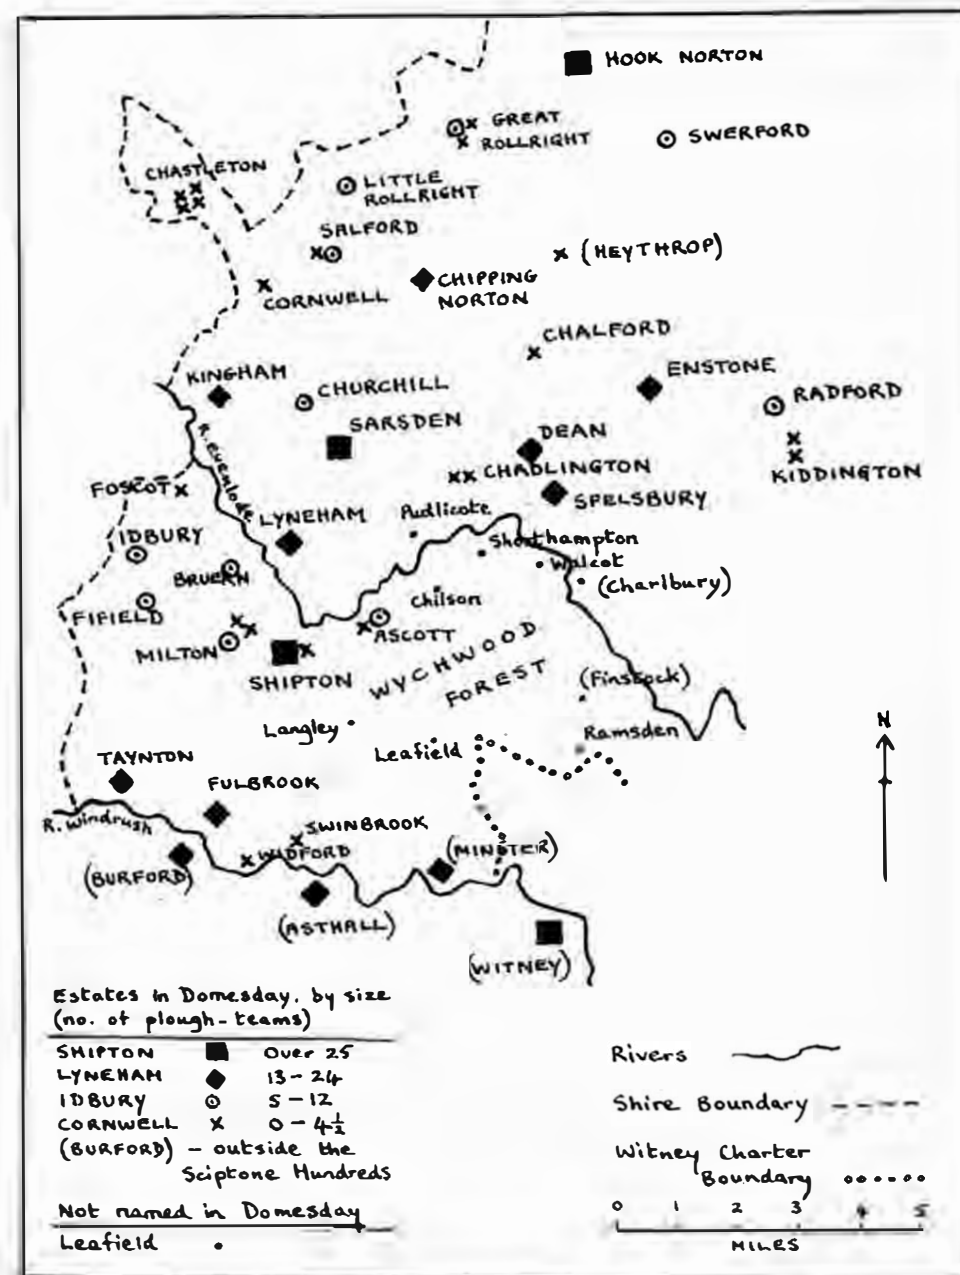 HOOK NORTON
GREAT
ROLLRIGHT
SWERFORD
CHASTLETON
LITTLE
ROLLRIGHT
SALFORD
(HEYTHROP)
CHIPPING
NORTON
CORNWELL
CHALFORD
ENSTONE
KINGHAM
CHURCHILL
RADFORD
SARSDEN
DEAN
R. Evenlode
CHADLINGTON
KIDDINGTON
FOSCOT
SPELSBURY
LYNEHAM
Pudlicote
IDBURY
Shorthampton
Walcot
BRUERN
(Charlbury)
Chilson
FIFIELD
ASCOTT
MILTON
WYCHWOOD
FOREST
SHIPTON
(Finstock)
Langley
Ramsden
Leafield
N
TAYNTON
FULBROOK
R. Windrush
SWINBROOK
WIDFORD
(MINSTER)
(BURFORD)
(ASTHALL)
(WITNEY)
Estates in Domesday, by size
(no. of plough-teams)
SHIPTON Over 25
LYNEHAM 13-24
IDBURY 5-12
CORNWELL x 0-4½
(BURFORD) - outside the
Sciptone Hundreds
Not named in Domesday
Leafield
Rivers
Shire Boundary
Witney Charter
Boundary
0 1 2 3 4 5
MILES